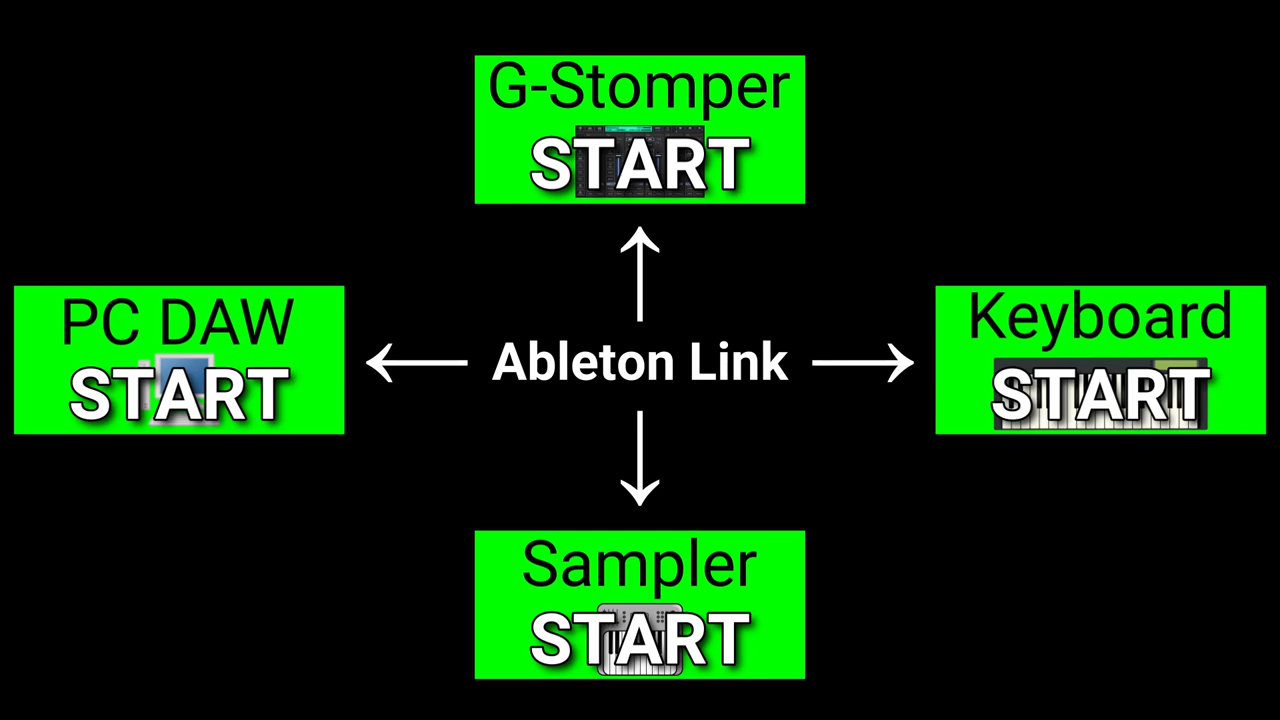 G-Stomper
START
PC DAW
START
Ableton Link
Keyboard
START
Sampler
START